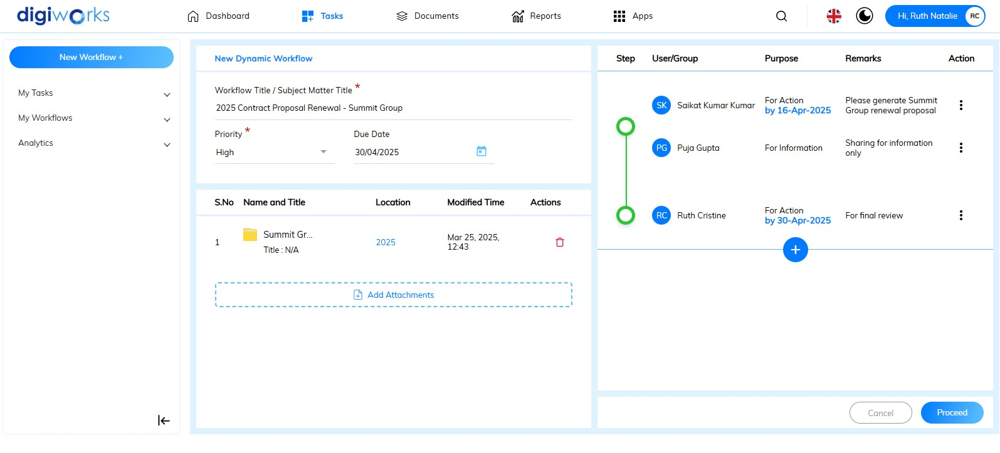 digiworks
Dashboard
Tasks
Documents
Reports
Apps
Hi, Ruth Natalie
RC
New Workflow +
My Tasks
My Workflows
Analytics
New Dynamic Workflow
Workflow Title / Subject Matter Title *
2025 Contract Proposal Renewal - Summit Group
Priority *
Due Date
High
30/04/2025
S.No Name and Title Location Modified Time Actions
1
Summit Gr...
Title : N/A
2025
Mar 25, 2025,
12:43
Add Attachments
Step User/Group Purpose Remarks Action
SK Saikat Kumar Kumar
For Action
by 16-Apr-2025
Please generate Summit
Group renewal proposal
PG Puja Gupta
For Information
Sharing for information
only
RC Ruth Cristine
For Action
by 30-Apr-2025
For final review
+
Cancel
Proceed